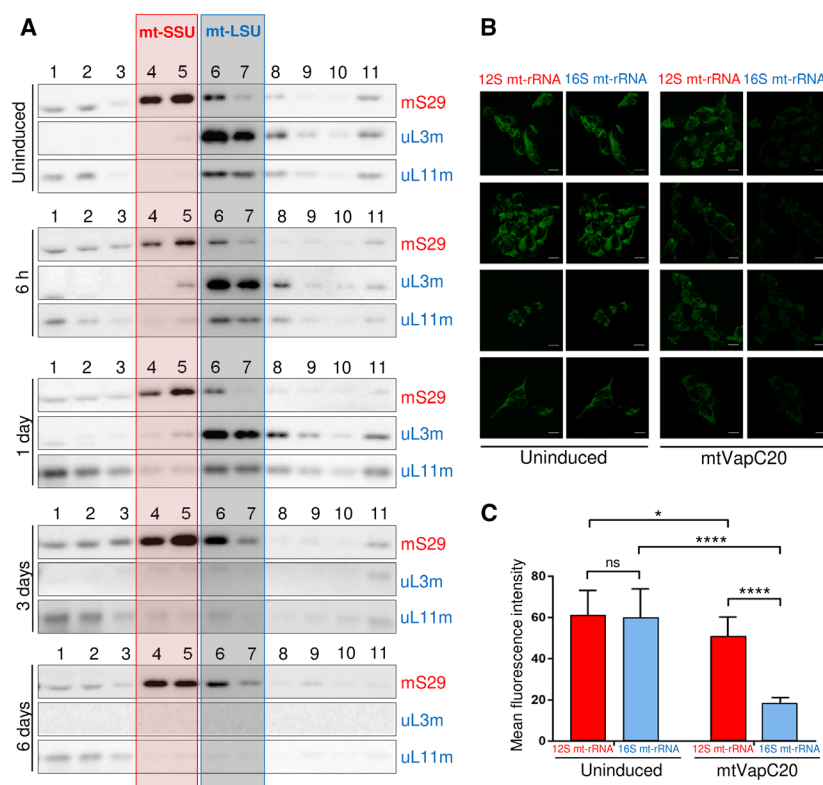 A
mt-SSU mt-LSU
1 2 3 4 5 6 7 8 9 10 11
mS29
uL3m
uL11m
Uninduced
1 2 3 4 5 6 7 8 9 10 11
mS29
uL3m
uL11m
6 h
1 2 3 4 5 6 7 8 9 10 11
mS29
uL3m
uL11m
1 day
1 2 3 4 5 6 7 8 9 10 11
mS29
uL3m
uL11m
3 days
1 2 3 4 5 6 7 8 9 10 11
mS29
uL3m
uL11m
6 days
B
12S mt-rRNA 16S mt-rRNA 12S mt-rRNA 16S mt-rRNA
Uninduced mtVapC20
C
*
****
ns
****
Mean fluorescence intensity
80
60
40
20
0
12S mt-rRNA 16S mt-rRNA 12S mt-rRNA 16S mt-rRNA
Uninduced mtVapC20